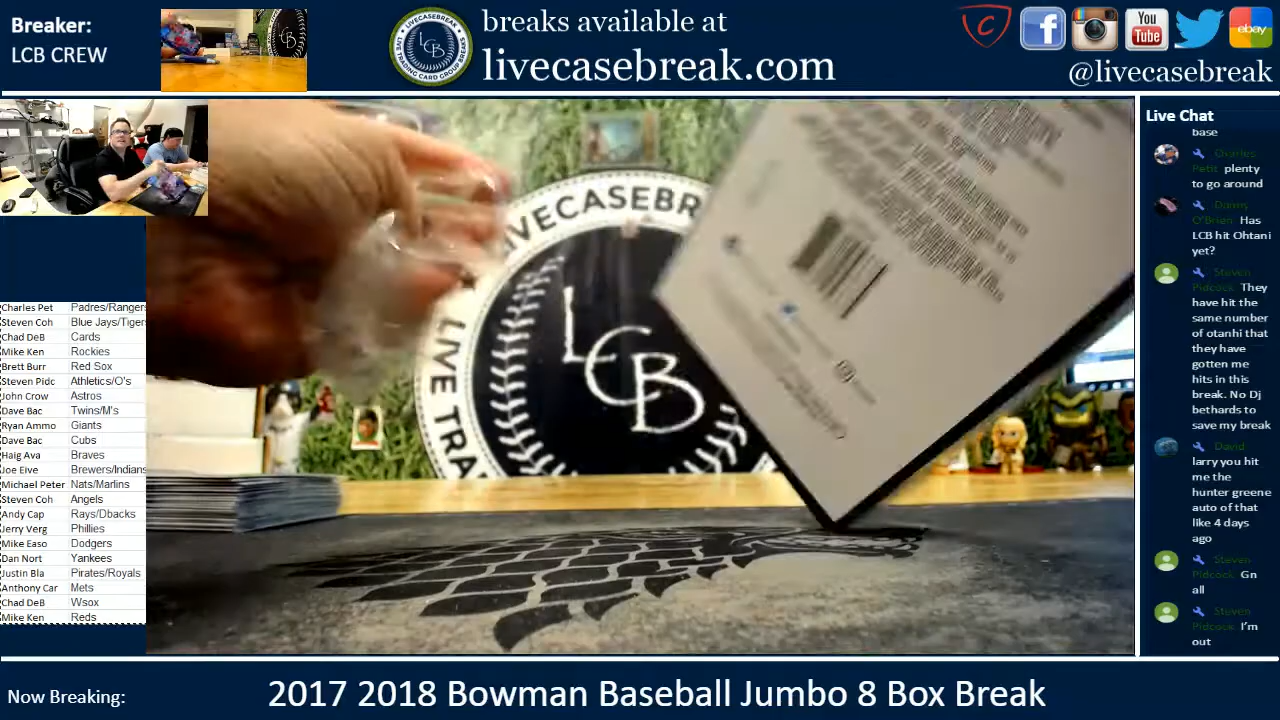 Breaker:
LCB CREW
LCB
breaks available at
livecasebreak.com
You
Tube
ebay
@livecasebreak
Live Chat
base
Charles
Petit plenty
to go around
Danny
O'Brien Has
LCB hit Ohtani
yet?
Steven
Pidcock They
have hit the
same number
of otanhi that
they have
gotten me
hits in this
break. No Dj
bethards to
save my break
David
larry you hit
me the
hunter greene
auto of that
like 4 days
ago
Steven
Pidcock Gn
all
Steven
Pidcock I'm
out
LIVECASEBR
LIVE TRA
LCB
Charles Pet Padres/Rangers
Steven Coh Blue Jays/Tiger
Chad DeB Cards
Mike Ken Rockies
Brett Burr Red Sox
Steven Pidc Athletics/O's
John Crow Astros
Dave Bac Twins/M's
Ryan Ammo Giants
Dave Bac Cubs
Haig Ava Braves
Joe Eive Brewers/Indians
Michael Peter Nats/Marlins
Steven Coh Angels
Andy Cap Rays/Dbacks
Jerry Verg Phillies
Mike Easo Dodgers
Dan Nort Yankees
Justin Bla Pirates/Royals
Anthony Car Mets
Chad DeB Wsox
Mike Ken Reds
Now Breaking:
2017 2018 Bowman Baseball Jumbo 8 Box Break